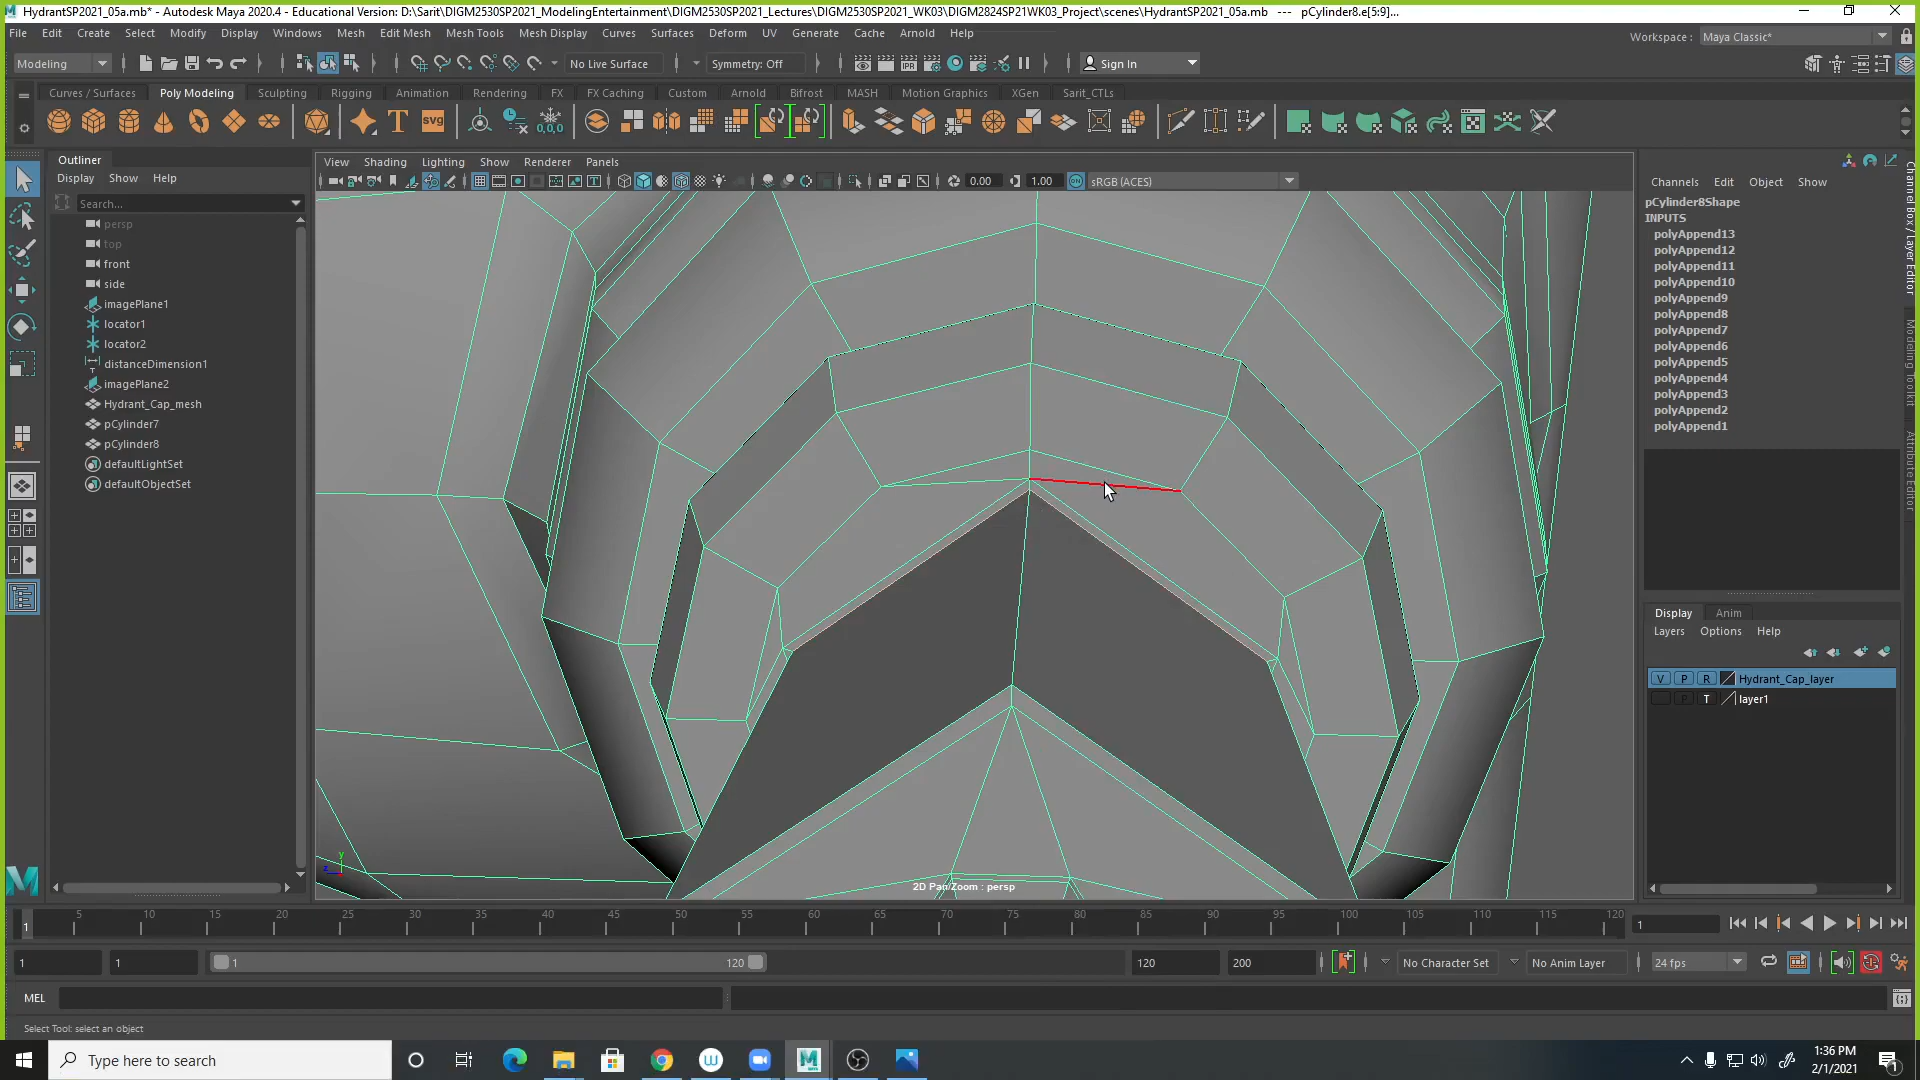 HydrantSP2021_05a.mb* - Autodesk Maya 2020.4 - Educational Version: D:\Sarit\DIGM2530SP2021_ModelingEntertainment\DIGM2530SP2021_Lectures\DIGM2530SP2021_WK03\DIGM2824SP21WK03_Project\scenes\HydrantSP2021_05a.mb --- pCylinder8.e[5:9]...
File Edit Create Select Modify Display Windows Mesh Edit Mesh Mesh Tools Mesh Display Curves Surfaces Deform UV Generate Cache Arnold Help
Workspace : Maya Classic*
Modeling No Live Surface Symmetry: Off Sign In
Curves / Surfaces Poly Modeling Sculpting Rigging Animation Rendering FX FX Caching Custom Arnold Bifrost MASH Motion Graphics XGen Sarit_CTLs
Outliner
Display Show Help
Search...
persp
top
front
side
imagePlane1
locator1
locator2
distanceDimension1
imagePlane2
Hydrant_Cap_mesh
pCylinder7
pCylinder8
defaultLightSet
defaultObjectSet
View Shading Lighting Show Renderer Panels
0.00 1.00 sRGB (ACES)
2D Pan/Zoom : persp
Channels Edit Object Show
pCylinder8Shape
INPUTS
polyAppend13
polyAppend12
polyAppend11
polyAppend10
polyAppend9
polyAppend8
polyAppend7
polyAppend6
polyAppend5
polyAppend4
polyAppend3
polyAppend2
polyAppend1
Channel Box / Layer Editor
Modeling Toolkit
Attribute Editor
Display Anim
Layers Options Help
V P R Hydrant_Cap_layer
P T layer1
1 5 10 15 20 25 30 35 40 45 50 55 60 65 70 75 80 85 90 95 100 105 110 115 120 1
1 1 1 120 120 200 No Character Set No Anim Layer 24 fps
MEL
Select Tool: select an object
Type here to search
1:36 PM
2/1/2021